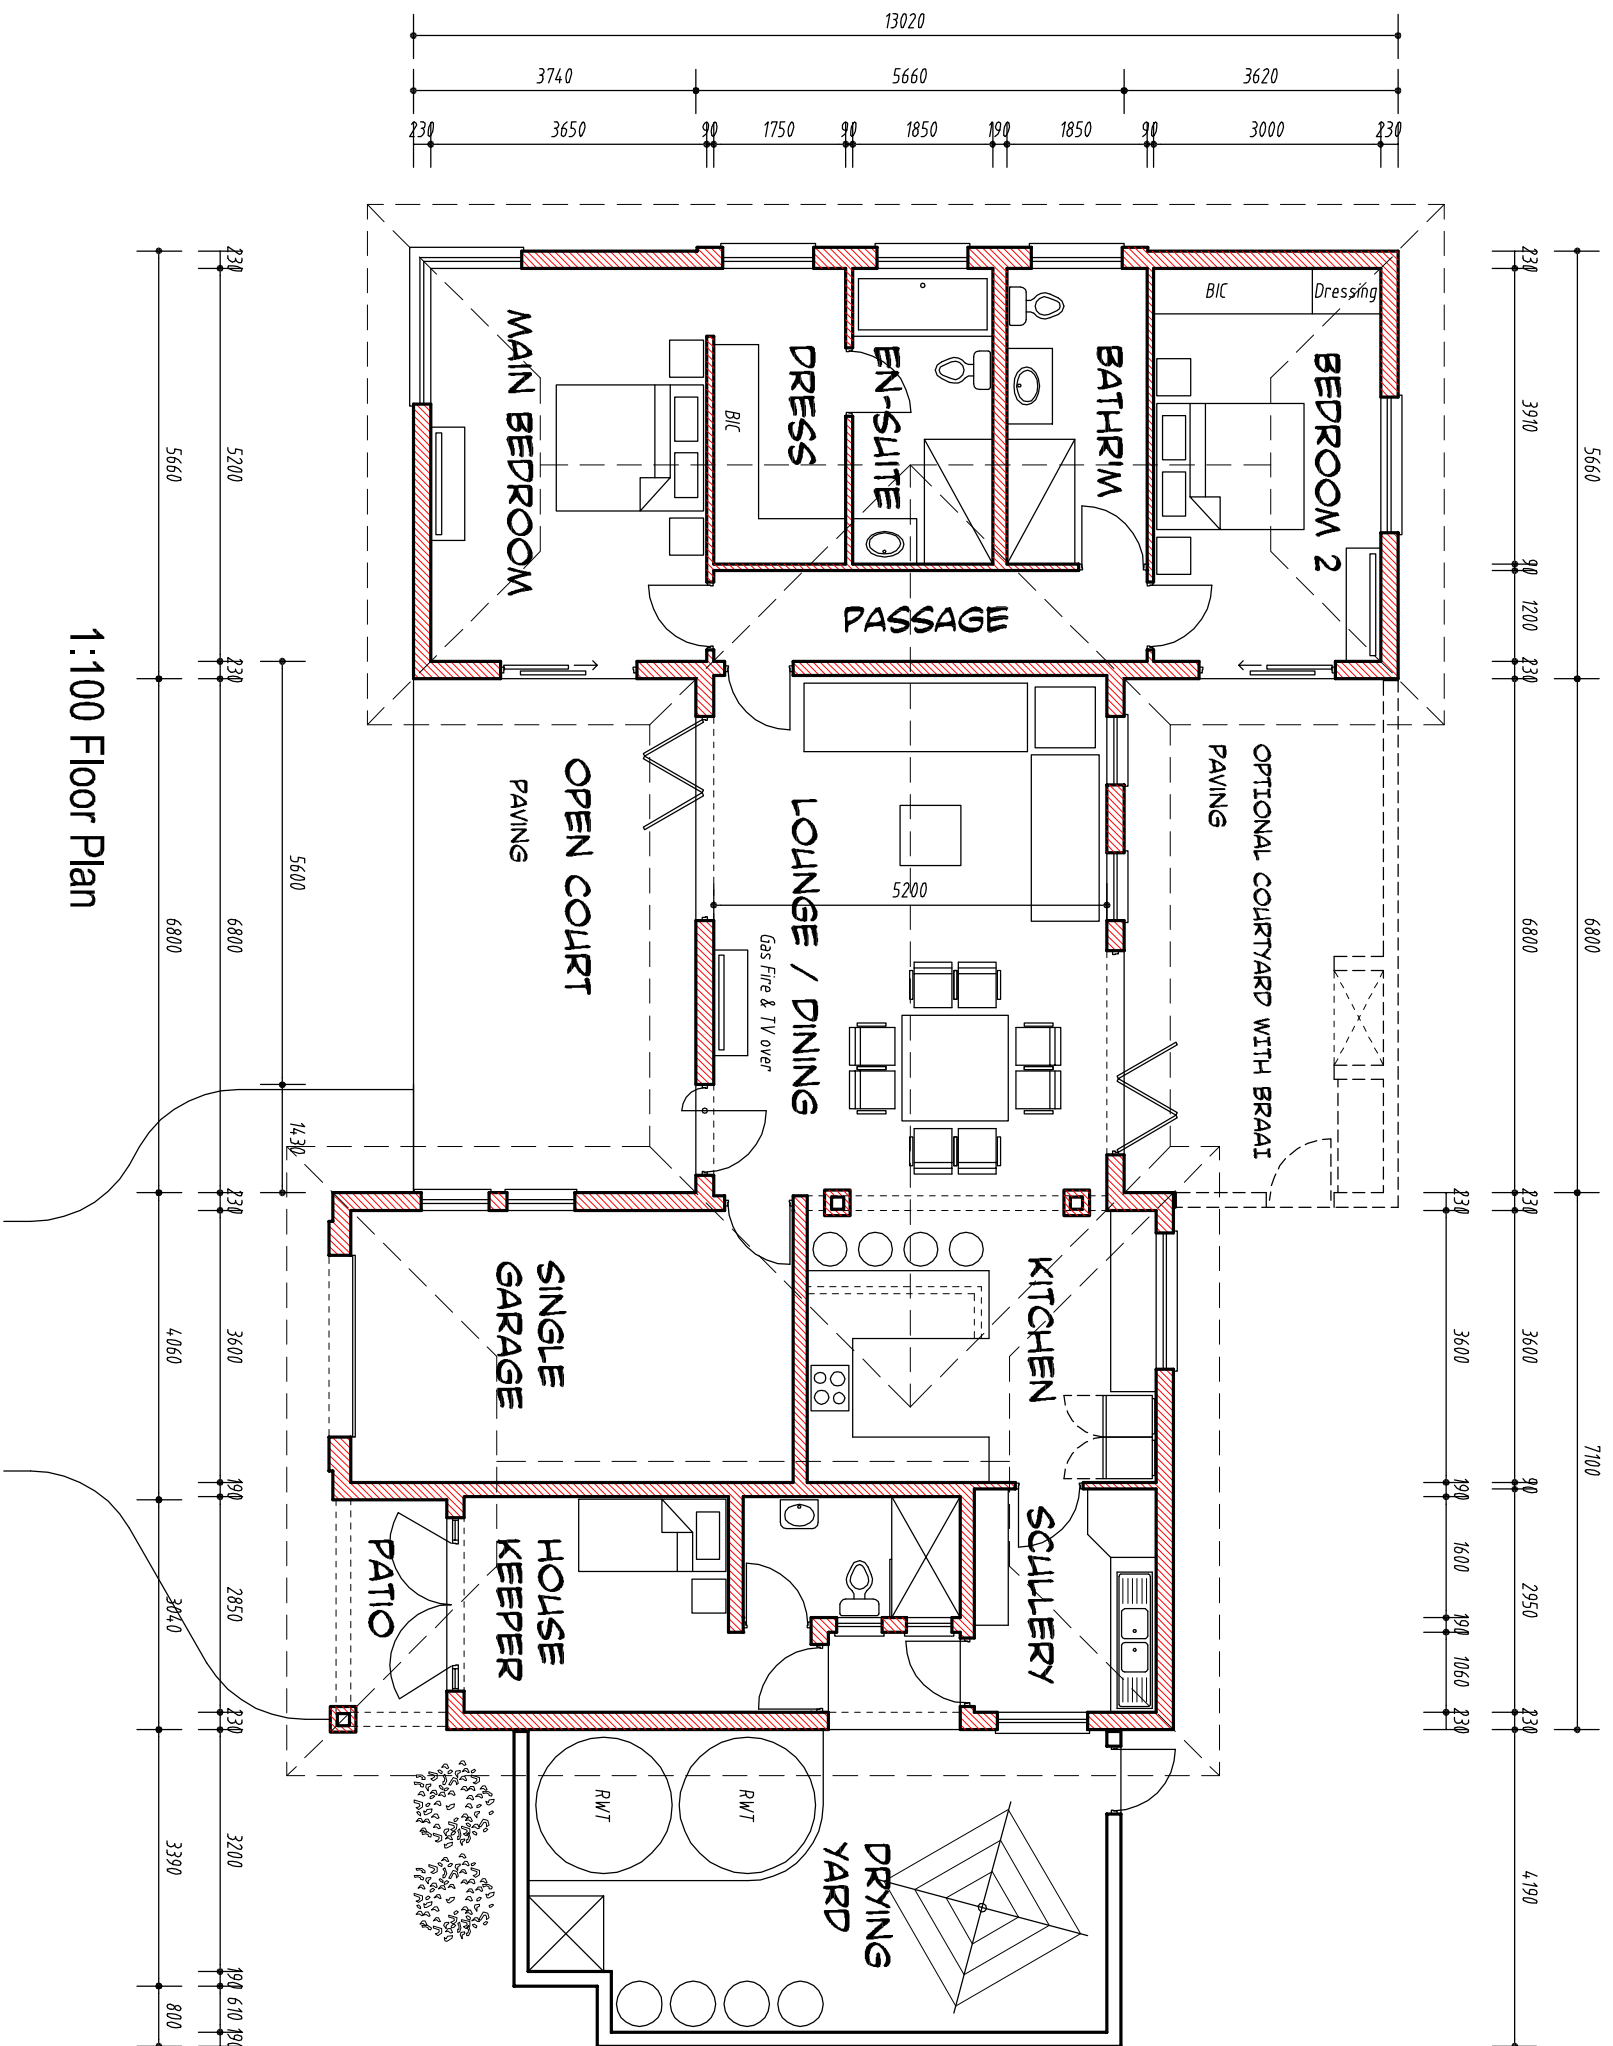 13020
3740
5660
3620
230
3650
90
1750
90
1850
190
1850
90
3000
230
BIC
Dressing
BEDROOM 2
BATHRM
EN-SUITE
DRESS
BIC
MAIN BEDROOM
PASSAGE
OPTIONAL COURTYARD WITH BRAAI
PAVING
LOUNGE / DINING
5200
Gas Fire & TV over
OPEN COURT
PAVING
KITCHEN
SINGLE
GARAGE
SCULLERY
HOUSE
KEEPER
PATIO
RWT
RWT
DRYING
YARD
5660
6800
7100
230
3910
90
1200
230
6800
230
3600
90
2950
230
4190
230
3600
190
1600
190
1060
230
5600
1430
230
5200
230
6800
230
3600
190
2850
230
3200
190
610
190
5660
6800
4060
3040
3390
800
1:100 Floor Plan